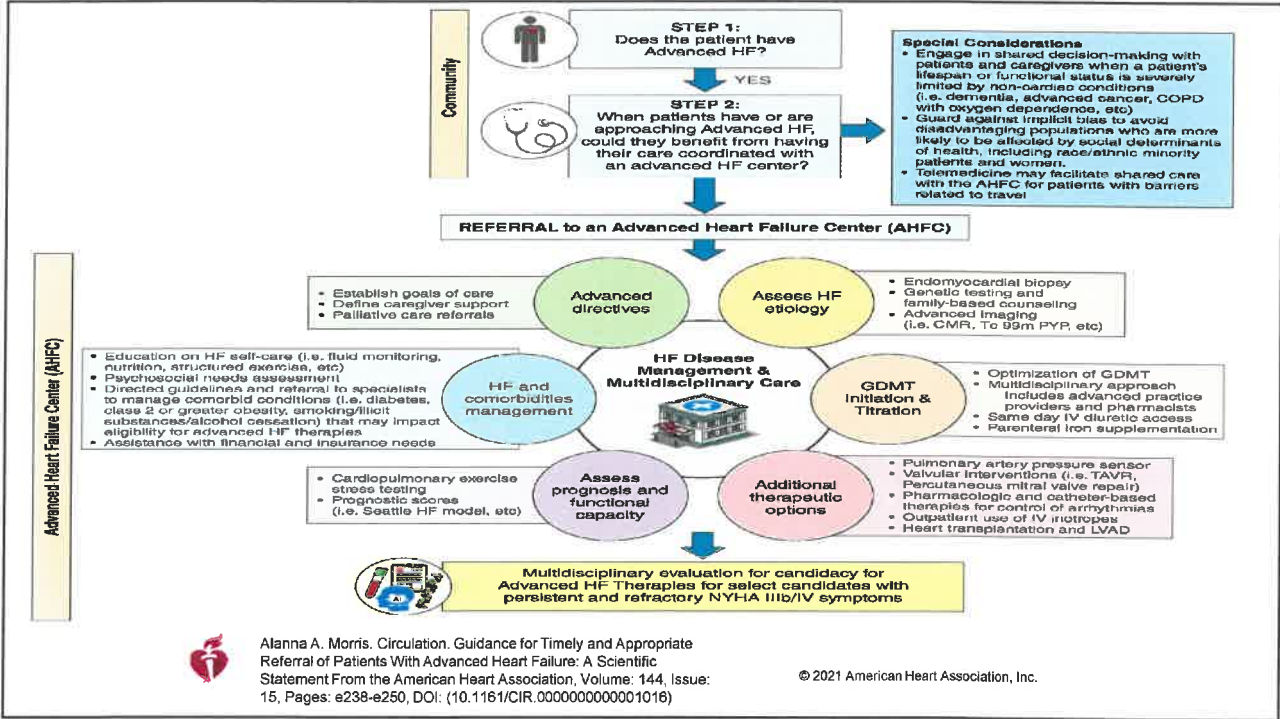 Community
STEP 1:
Does the patient have
Advanced HF?
YES
STEP 2:
When patients have or are
approaching Advanced HF,
could they benefit from having
their care coordinated with
an advanced HF center?
Special Considerations
• Engage in shared decision-making with
patients and caregivers when a patient's
lifespan or functional status is severely
limited by non-cardiac conditions
(i.e. dementia, advanced cancer, COPD
with oxygen dependence, etc)
• Guard against implicit bias to avoid
disadvantaging populations who are more
likely to be affected by social determinants
of health, including race/ethnic minority
patients and women.
• Telemedicine may facilitate shared care
with the AHFC for patients with barriers
related to travel
REFERRAL to an Advanced Heart Failure Center (AHFC)
Advanced Heart Failure Center (AHFC)
• Establish goals of care
• Define caregiver support
• Palliative care referrals
Advanced
directives
Assess HF
etiology
• Endomyocardial biopsy
• Genetic testing and
family-based counseling
• Advanced imaging
(i.e. CMR, Tc 99m PYP, etc)
• Education on HF self-care (i.e. fluid monitoring,
nutrition, structured exercise, etc)
• Psychosocial needs assessment
• Directed guidelines and referral to specialists
to manage comorbid conditions (i.e. diabetes,
class 2 or greater obesity, smoking/illicit
substances/alcohol cessation) that may impact
eligibility for advanced HF therapies
• Assistance with financial and insurance needs
HF and
comorbidities
management
HF Disease
Management &
Multidisciplinary Care
GDMT
Initiation &
Titration
• Optimization of GDMT
• Multidisciplinary approach
includes advanced practice
providers and pharmacists
• Same day IV diuretic access
• Parenteral iron supplementation
• Cardiopulmonary exercise
stress testing
• Prognostic scores
(i.e. Seattle HF model, etc)
Assess
prognosis and
functional
capacity
Additional
therapeutic
options
• Pulmonary artery pressure sensor
• Valvular interventions (i.e. TAVR,
Percutaneous mitral valve repair)
• Pharmacologic and catheter-based
therapies for control of arrhythmias
• Outpatient use of IV inotropes
• Heart transplantation and LVAD
AI
Multidisciplinary evaluation for candidacy for
Advanced HF Therapies for select candidates with
persistent and refractory NYHA IIIb/IV symptoms
Alanna A. Morris. Circulation. Guidance for Timely and Appropriate
Referral of Patients With Advanced Heart Failure: A Scientific
Statement From the American Heart Association, Volume: 144, Issue:
15, Pages: e238-e250, DOI: (10.1161/CIR.0000000000001016)
© 2021 American Heart Association, Inc.